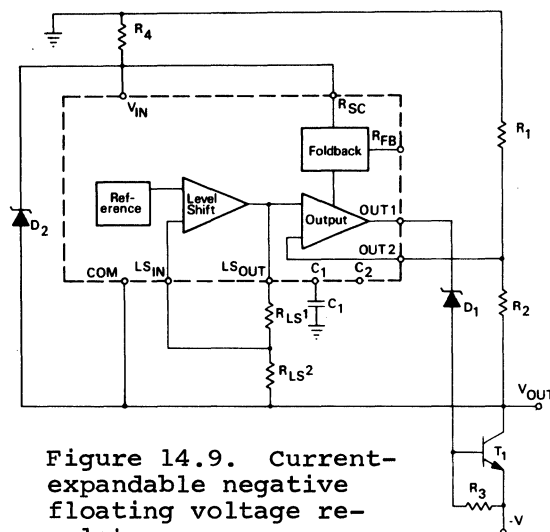 R4
VIN
RSC
R1
RFB
Foldback
Ref-
erence
Level
Shift
Output
OUT 1
OUT 2
D2
COM
LSIN
LSOUT
C1
C2
C1
RLS1
RLS2
D1
R2
VOUT
T1
R3
-V
Figure 14.9. Current-
expandable negative
floating voltage re-